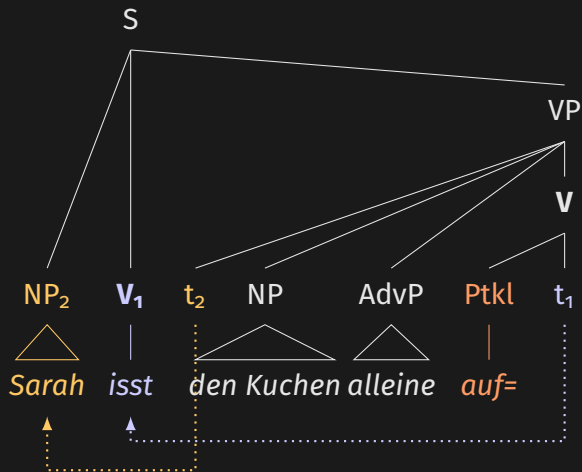 S
VP
V
NP₂ V₁ t₂ NP AdvP Ptkl t₁
Sarah isst den Kuchen alleine auf=